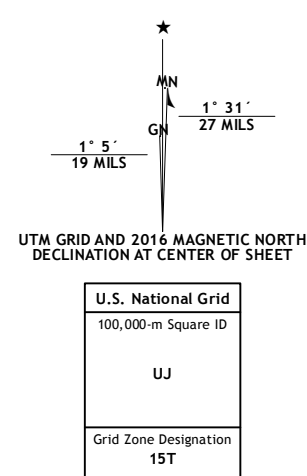 ★
MN
1° 31´
27 MILS
GN
1° 5´
19 MILS
UTM GRID AND 2016 MAGNETIC NORTH
DECLINATION AT CENTER OF SHEET
U.S. National Grid
100,000-m Square ID
UJ
Grid Zone Designation
15T